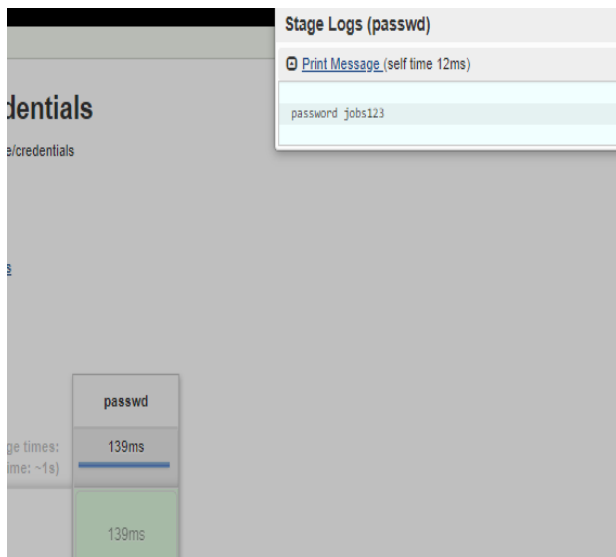 Stage Logs (passwd)
Print Message (self time 12ms)
password jobs123
dentials
e/credentials
s
passwd
ge times:
139ms
ime: ~1s)
139ms